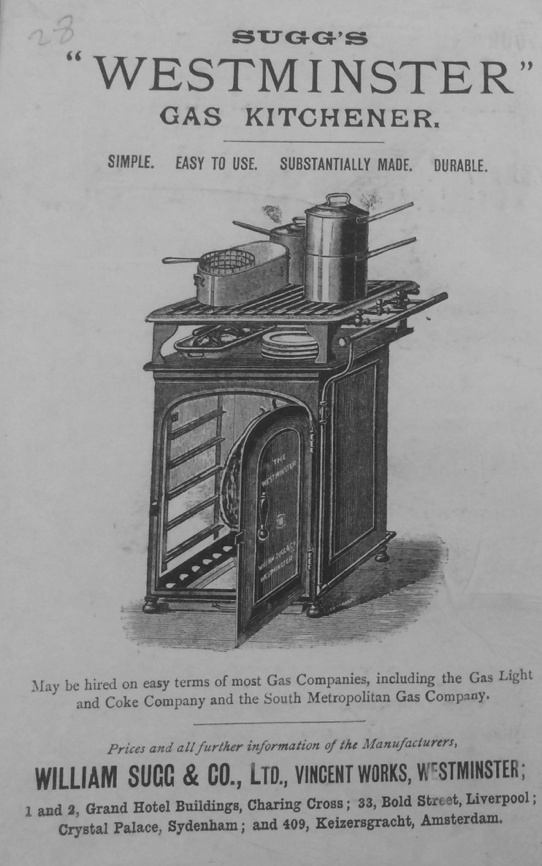 28
SUGG'S
"WESTMINSTER"
GAS KITCHENER.
SIMPLE. EASY TO USE. SUBSTANTIALLY MADE. DURABLE.
THE
WESTMINSTER
WESTMINSTER
May be hired on easy terms of most Gas Companies, including the Gas Light
and Coke Company and the South Metropolitan Gas Company.
Prices and all further information of the Manufacturers,
WILLIAM SUGG & CO., LTD., VINCENT WORKS, WESTMINSTER;
1 and 2, Grand Hotel Buildings, Charing Cross; 33, Bold Street, Liverpool;
Crystal Palace, Sydenham; and 409, Keizersgracht, Amsterdam.